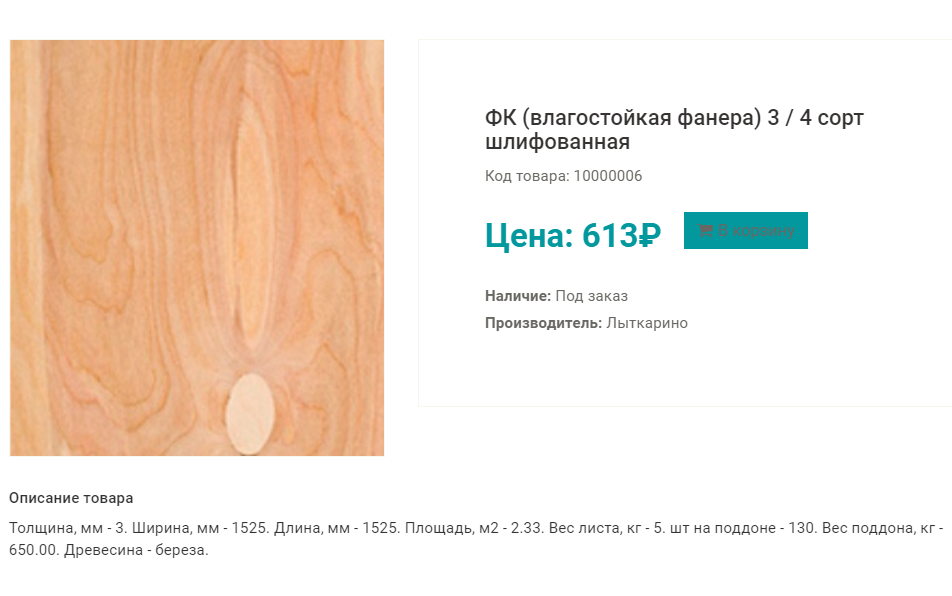 ФК (влагостойкая фанера) 3 / 4 сорт
шлифованная
Код товара: 10000006
Цена: 613₽
В корзину
Наличие: Под заказ
Производитель: Лыткарино
Описание товара
Толщина, мм - 3. Ширина, мм - 1525. Длина, мм - 1525. Площадь, м2 - 2.33. Вес листа, кг - 5. шт на поддоне - 130. Вес поддона, кг -
650.00. Древесина - береза.